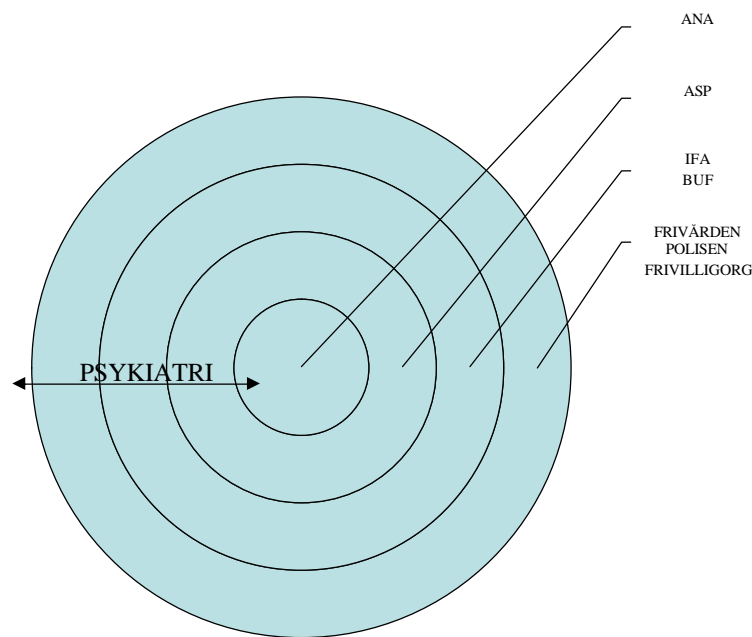 ANA
ASP
IFA
BUF
FRIVÅRDEN
POLISEN
FRIVILLIGORG
PSYKIATRI